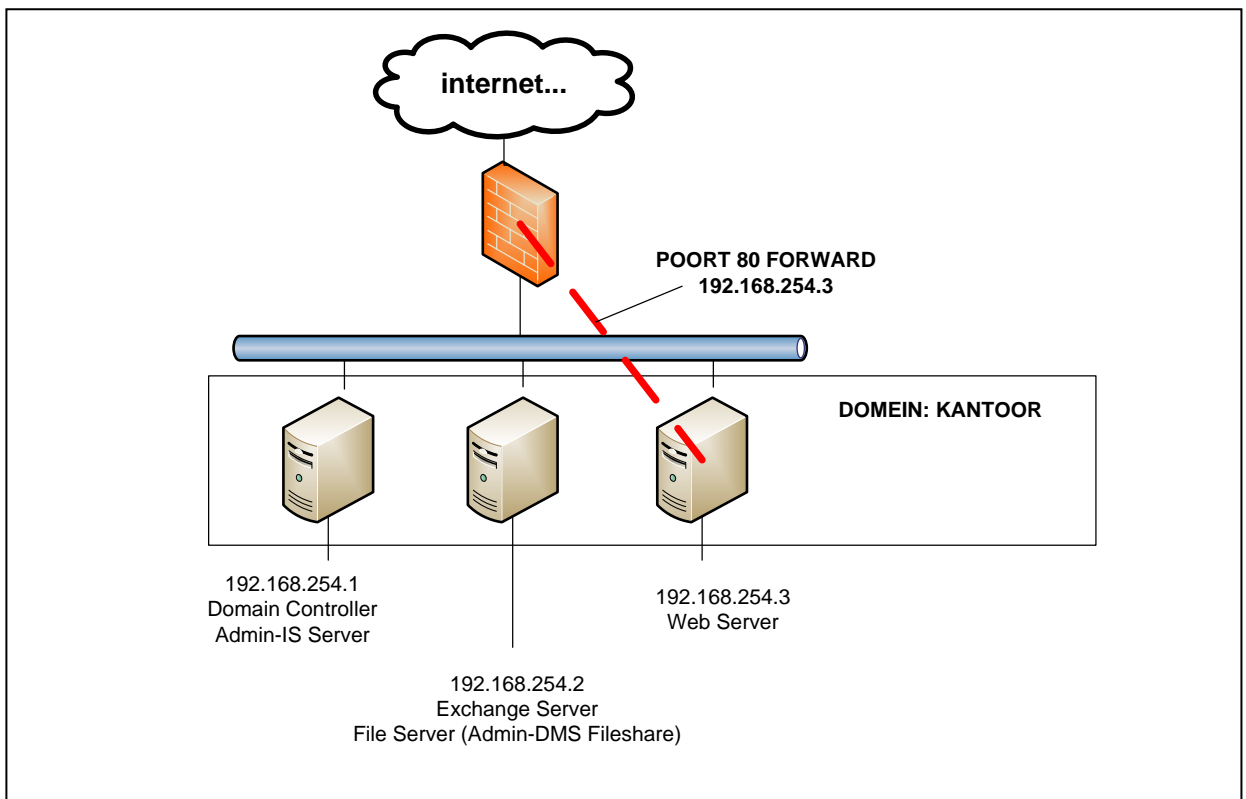 internet...
POORT 80 FORWARD
192.168.254.3
DOMEIN: KANTOOR
192.168.254.1
Domain Controller
Admin-IS Server
192.168.254.3
Web Server
192.168.254.2
Exchange Server
File Server (Admin-DMS Fileshare)